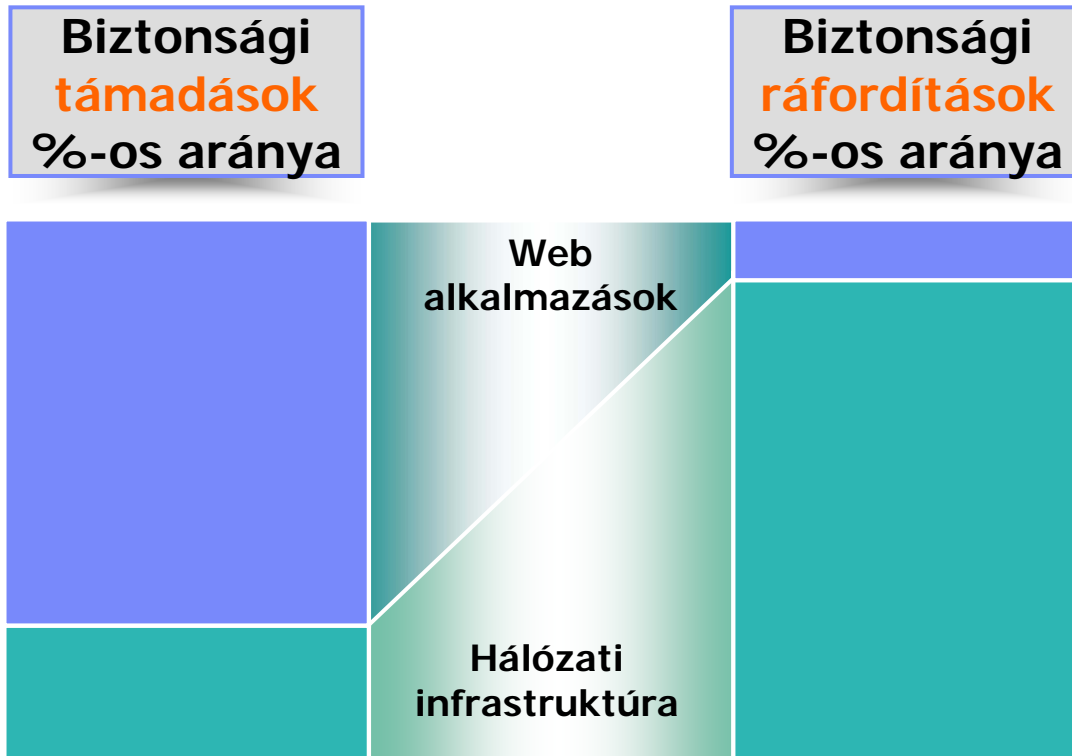 Biztonsági
támadások
%-os aránya
Biztonsági
ráfordítások
%-os aránya
Web
alkalmazások
Hálózati
infrastruktúra